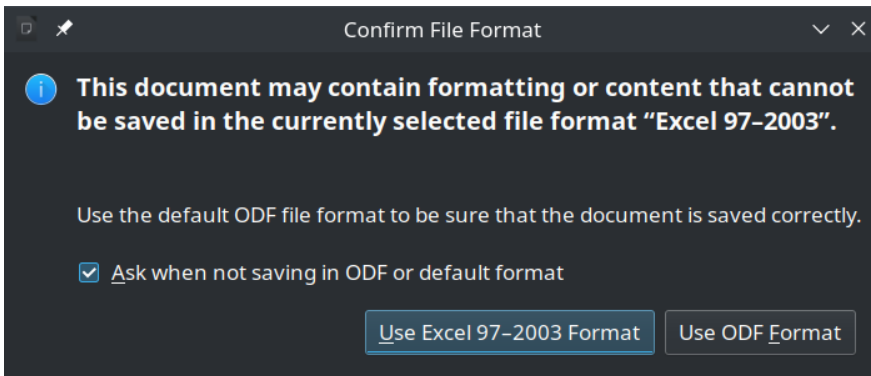 Confirm File Format
This document may contain formatting or content that cannot
be saved in the currently selected file format “Excel 97–2003”.
Use the default ODF file format to be sure that the document is saved correctly.
Ask when not saving in ODF or default format
Use Excel 97–2003 Format
Use ODF Format